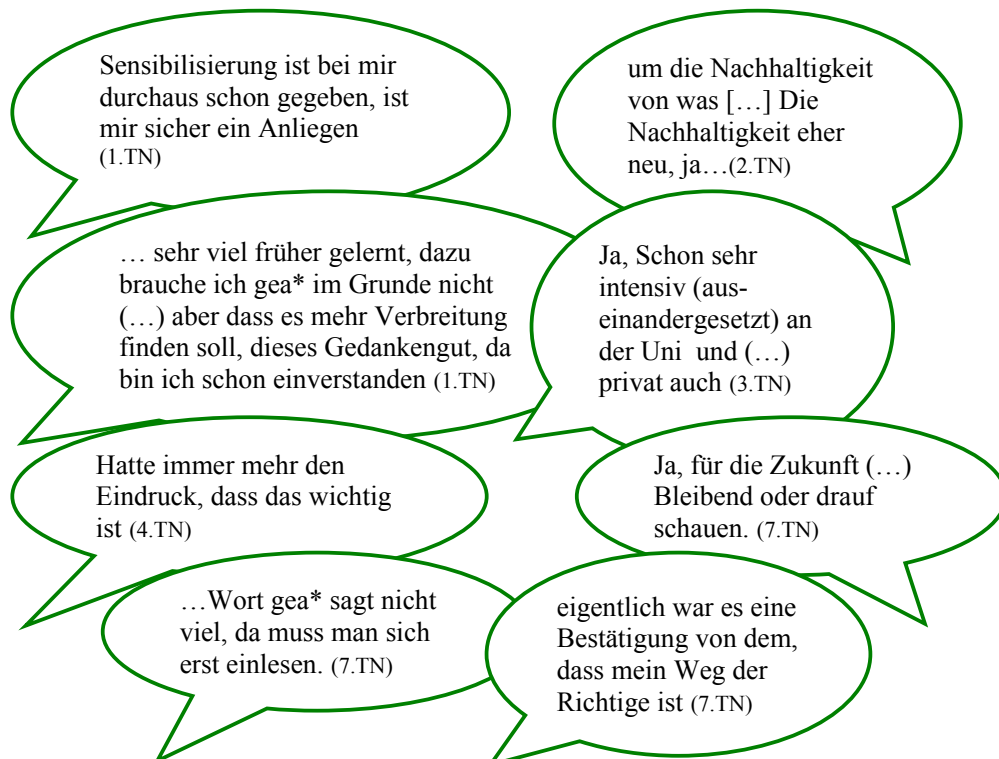 Sensibilisierung ist bei mir
durchaus schon gegeben, ist
mir sicher ein Anliegen
(1.TN)
um die Nachhaltigkeit
von was […] Die
Nachhaltigkeit eher
neu, ja…(2.TN)
… sehr viel früher gelernt, dazu
brauche ich gea* im Grunde nicht
(…) aber dass es mehr Verbreitung
finden soll, dieses Gedankengut, da
bin ich schon einverstanden (1.TN)
Ja, Schon sehr
intensiv (aus-
einandergesetzt) an
der Uni und (…)
privat auch (3.TN)
Hatte immer mehr den
Eindruck, dass das wichtig
ist (4.TN)
Ja, für die Zukunft (…)
Bleibend oder drauf
schauen. (7.TN)
…Wort gea* sagt nicht
viel, da muss man sich
erst einlesen. (7.TN)
eigentlich war es eine
Bestätigung von dem,
dass mein Weg der
Richtige ist (7.TN)